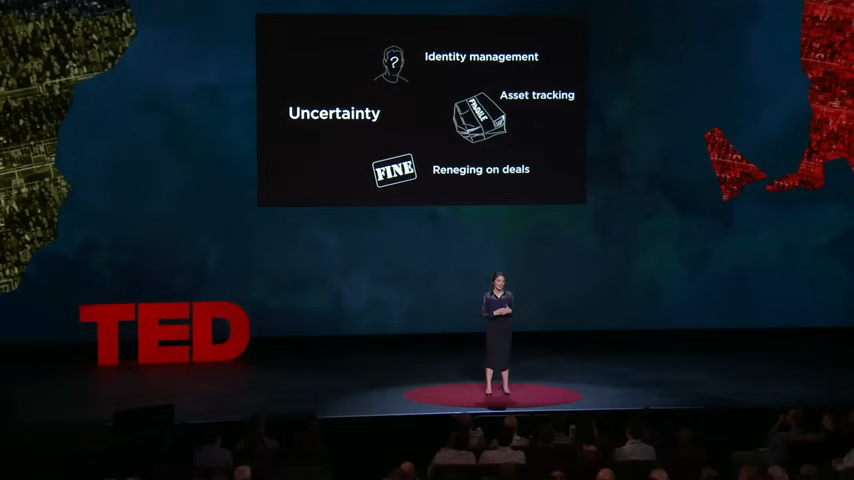 Identity management
Asset tracking
FRAGILE
Uncertainty
FINE
Reneging on deals
TED